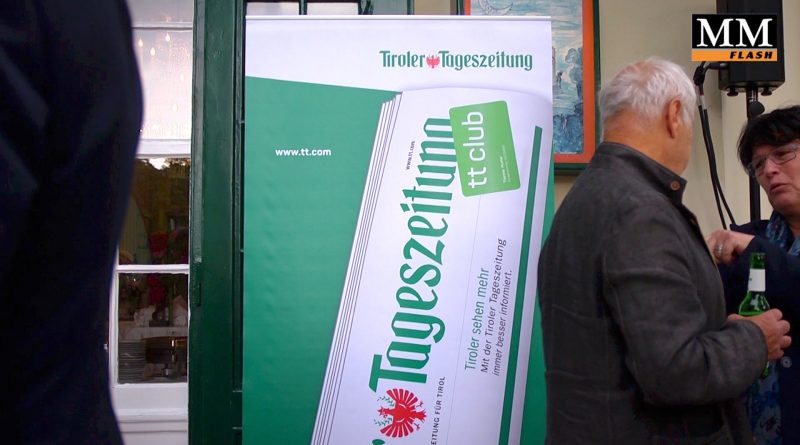 MM
FLASH
Tiroler Tageszeitung
www.tt.com
www.tt.com
tt club
r Tageszeitung
EITUNG FÜR TIROL
Tiroler sehen mehr
Mit der Tiroler Tageszeitung
immer besser informiert.